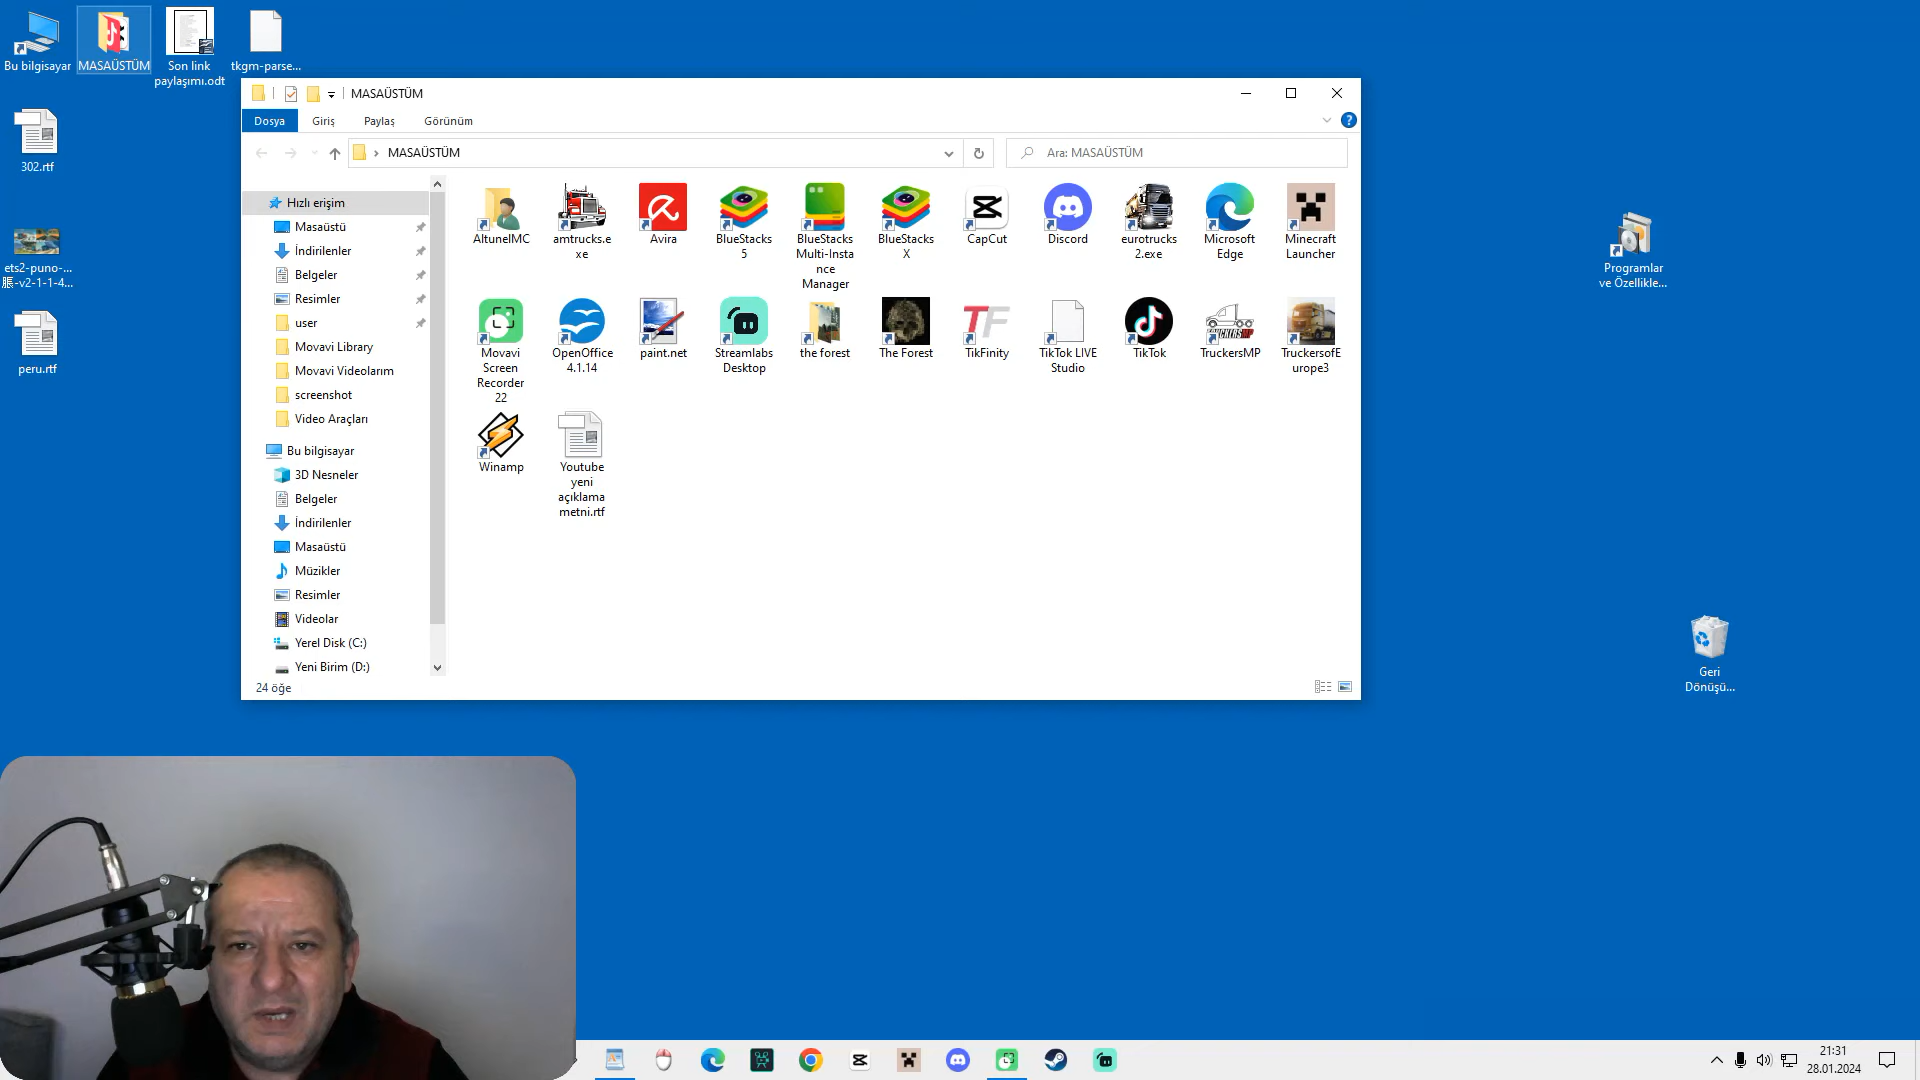 Bu bilgisayar
MASAÜSTÜM
Son link
paylaşımı.odt
tkgm-parse...
302.rtf
ets2-puno-...
脹-v2-1-1-4...
peru.rtf
MASAÜSTÜM
Dosya
Giriş
Paylaş
Görünüm
MASAÜSTÜM
Ara: MASAÜSTÜM
Hızlı erişim
Masaüstü
İndirilenler
Belgeler
Resimler
user
Movavi Library
Movavi Videolarım
screenshot
Video Araçları
Bu bilgisayar
3D Nesneler
Belgeler
İndirilenler
Masaüstü
Müzikler
Resimler
Videolar
Yerel Disk (C:)
Yeni Birim (D:)
AltunelMC
amtrucks.e
xe
Avira
BlueStacks
5
BlueStacks
Multi-Insta
nce
Manager
BlueStacks
X
CapCut
Discord
eurotrucks
2.exe
Microsoft
Edge
Minecraft
Launcher
Movavi
Screen
Recorder
22
OpenOffice
4.1.14
paint.net
Streamlabs
Desktop
the forest
The Forest
TikFinity
TikTok LIVE
Studio
TikTok
TruckersMP
TruckersofE
urope3
Winamp
Youtube
yeni
açıklama
metni.rtf
24 öğe
Programlar
ve Özellikle...
Geri
Dönüşü...
21:31
28.01.2024